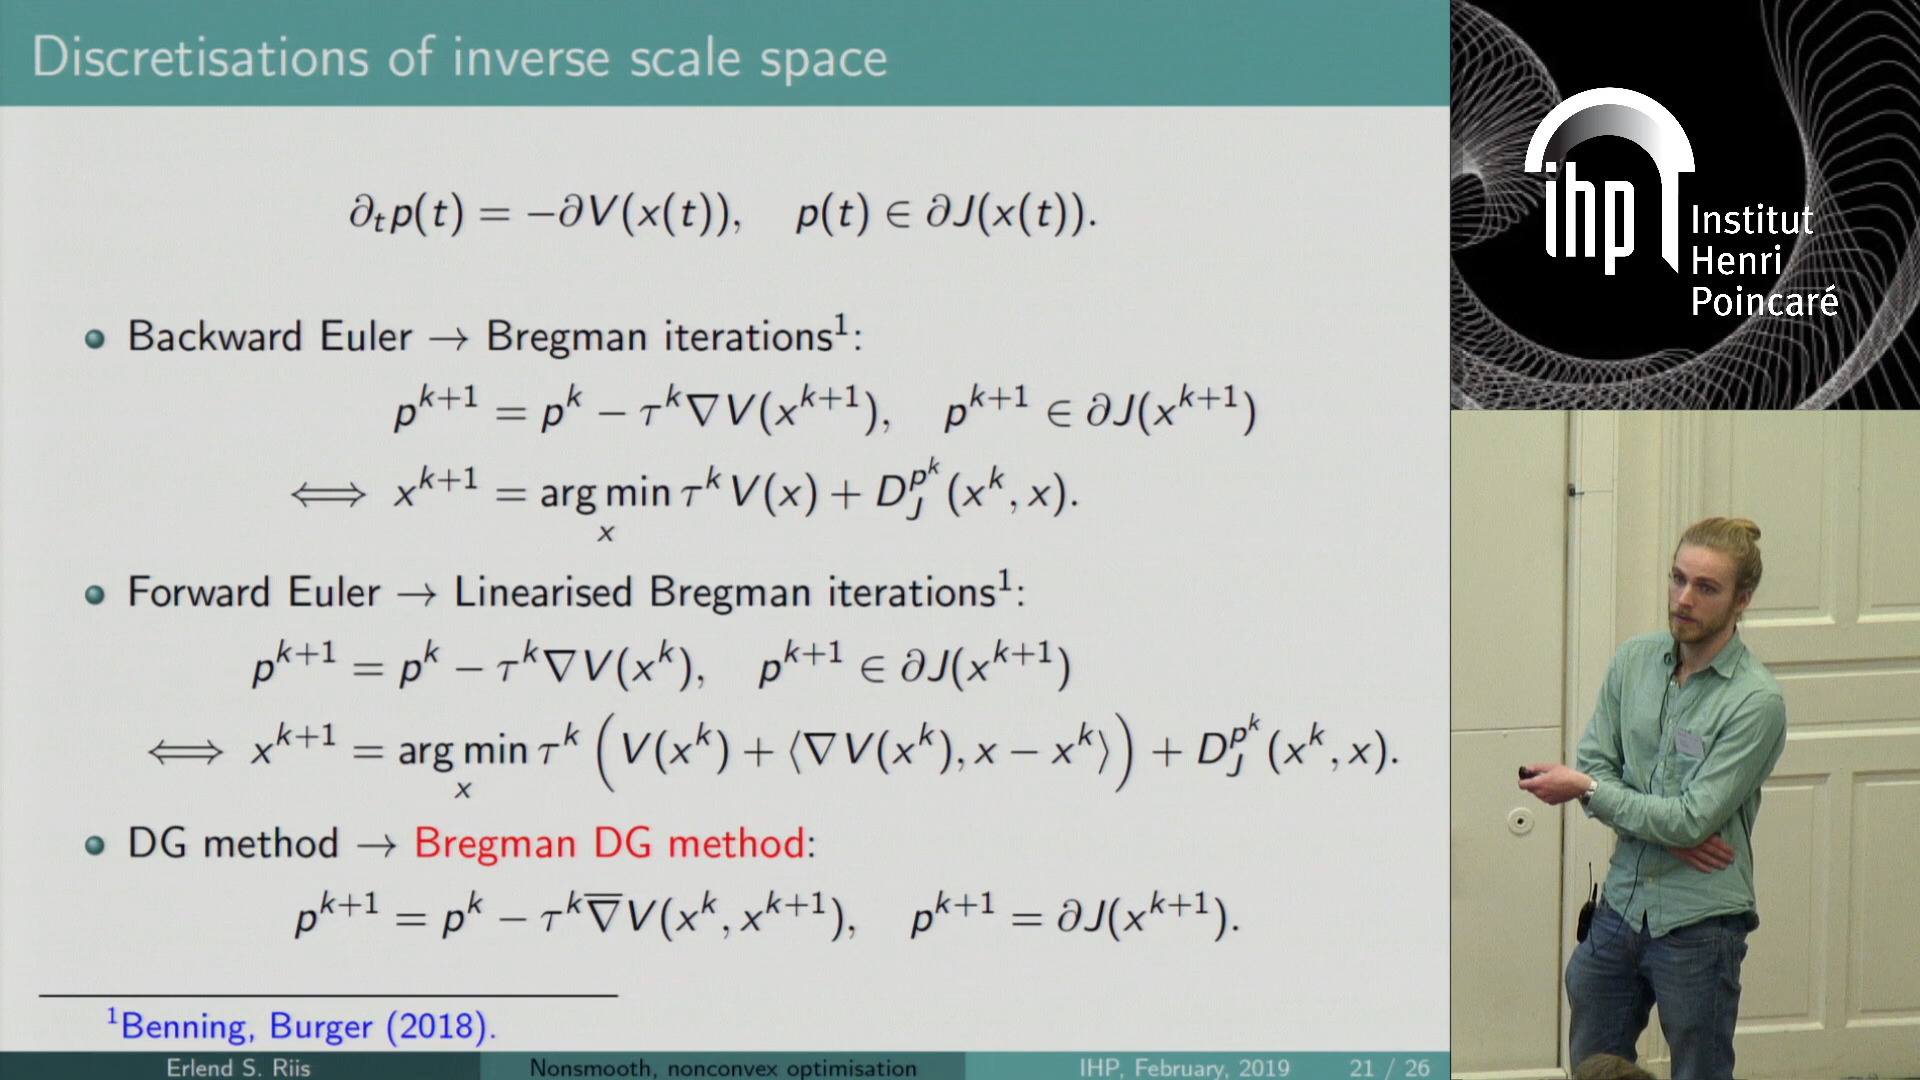 Discretisations of inverse scale space
∂ₜp(t) = −∂V(x(t)), p(t) ∈ ∂J(x(t)).
Backward Euler → Bregman iterations¹:
p^{k+1} = p^k − τ^k∇V(x^{k+1}), p^{k+1} ∈ ∂J(x^{k+1})
⟺ x^{k+1} = arg min_x τ^k V(x) + D_J^{p^k}(x^k, x).
Forward Euler → Linearised Bregman iterations¹:
p^{k+1} = p^k − τ^k∇V(x^k), p^{k+1} ∈ ∂J(x^{k+1})
⟺ x^{k+1} = arg min_x τ^k (V(x^k) + ⟨∇V(x^k), x − x^k⟩) + D_J^{p^k}(x^k, x).
DG method → Bregman DG method:
p^{k+1} = p^k − τ^k∇̅V(x^k, x^{k+1}), p^{k+1} = ∂J(x^{k+1}).
¹Benning, Burger (2018).
Erlend S. Riis Nonsmooth, nonconvex optimisation IHP, February, 2019 21 / 26
ihp
Institut
Henri
Poincaré